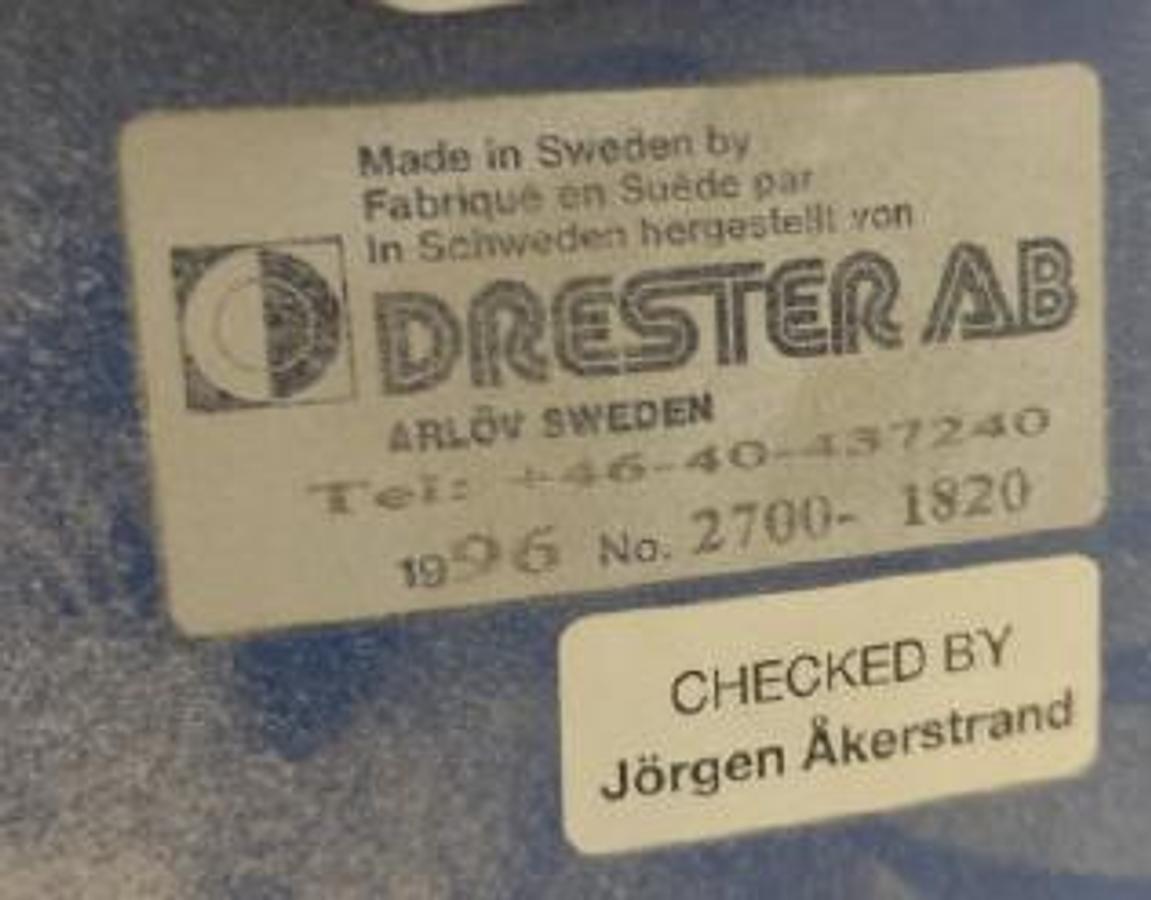 Made in Sweden by
Fabriqué en Suède par
In Schweden hergestellt von
DRESTER AB
ARLÖV SWEDEN
Tel: +46-40-437240
1996 No. 2700- 1820
CHECKED BY
Jörgen Åkerstrand